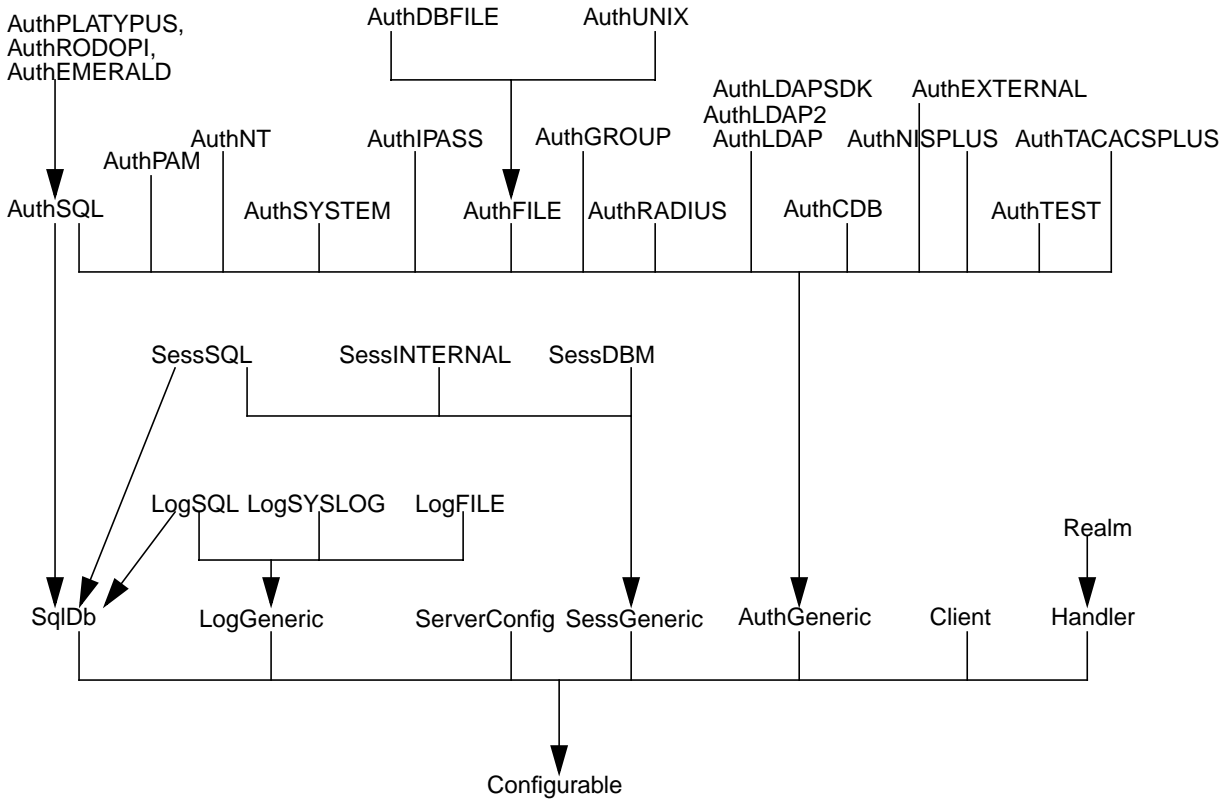 AuthPLATYPUS,
AuthRODOPI,
AuthEMERALD
AuthDBFILE
AuthUNIX
AuthLDAPSDK
AuthLDAP2
AuthLDAP
AuthEXTERNAL
AuthNT
AuthPAM
AuthIPASS
AuthGROUP
AuthNISPLUS
AuthTACACSPLUS
AuthSQL
AuthSYSTEM
AuthFILE
AuthRADIUS
AuthCDB
AuthTEST
SessSQL
SessINTERNAL
SessDBM
LogSQL
LogSYSLOG
LogFILE
Realm
SqlDb
LogGeneric
ServerConfig
SessGeneric
AuthGeneric
Client
Handler
Configurable